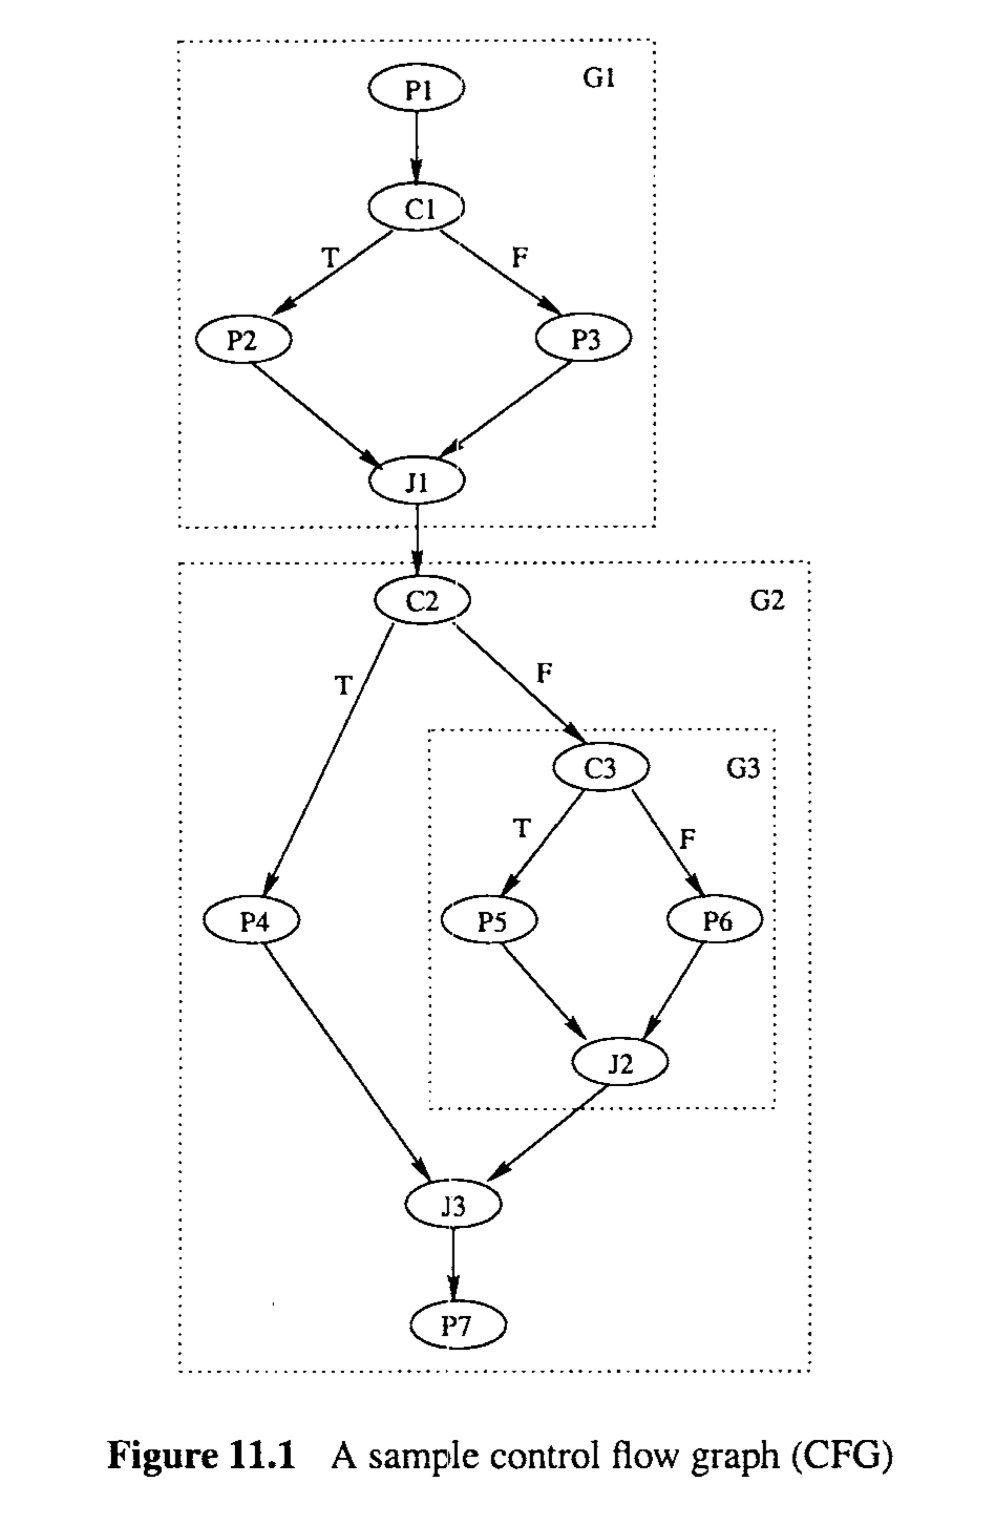 P1
G1
C1
T
F
P2
P3
J1
C2
G2
T
F
C3
G3
T
F
P4
P5
P6
J2
J3
P7
Figure 11.1 A sample control flow graph (CFG)